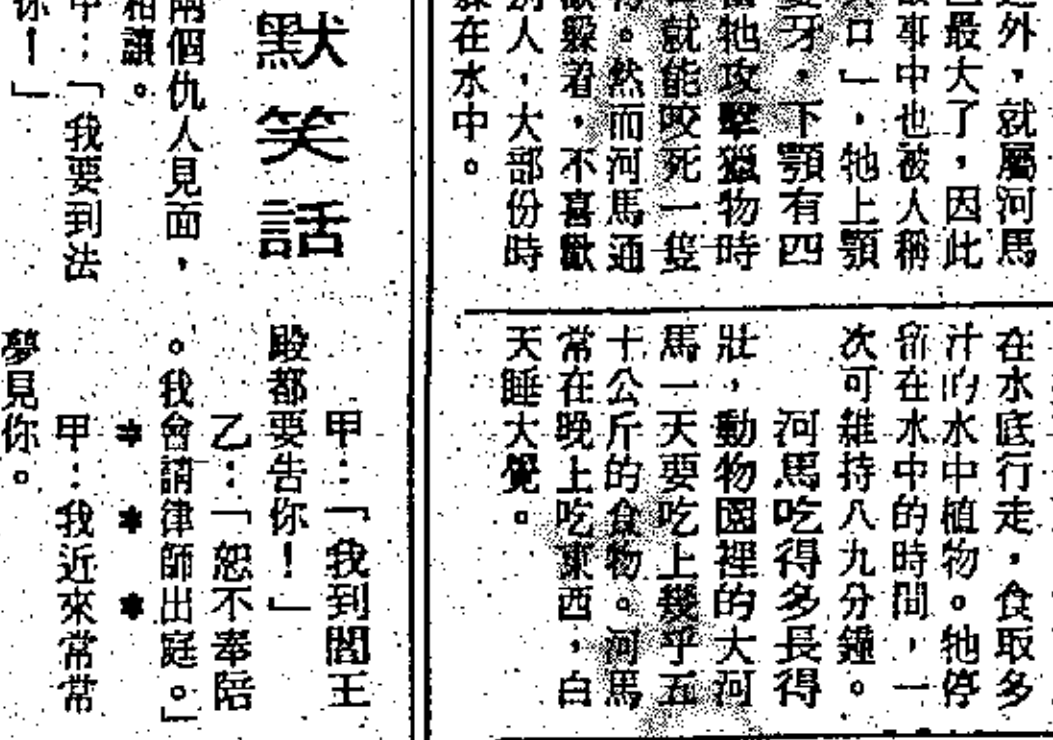 外，就屬河馬
最大了，因此
事中也被人稱
口」，牠上顎
牙，下顎有四
牠攻擊獵物時
就能咬死一隻
。然而河馬通
躲着，不喜歡
別人，大部份時
躲在水中。
在水底行走，食取多
汁的水中植物。牠停
留在水中的時間，一
次可維持八九分鐘。
河馬吃得多長得
壯，動物園裡的大河
馬一天要吃上幾乎五
十公斤的食物。河馬
常在晚上吃東西，白
天睡大覺。
默笑話
兩個仇人見面，
相讓。
甲：「我要到法
你！」
甲：「我到閻王
殿都要告你！」
乙：「恕不奉陪
。我會請律師出庭。」
＊＊＊
甲：我近來常常
夢見你。